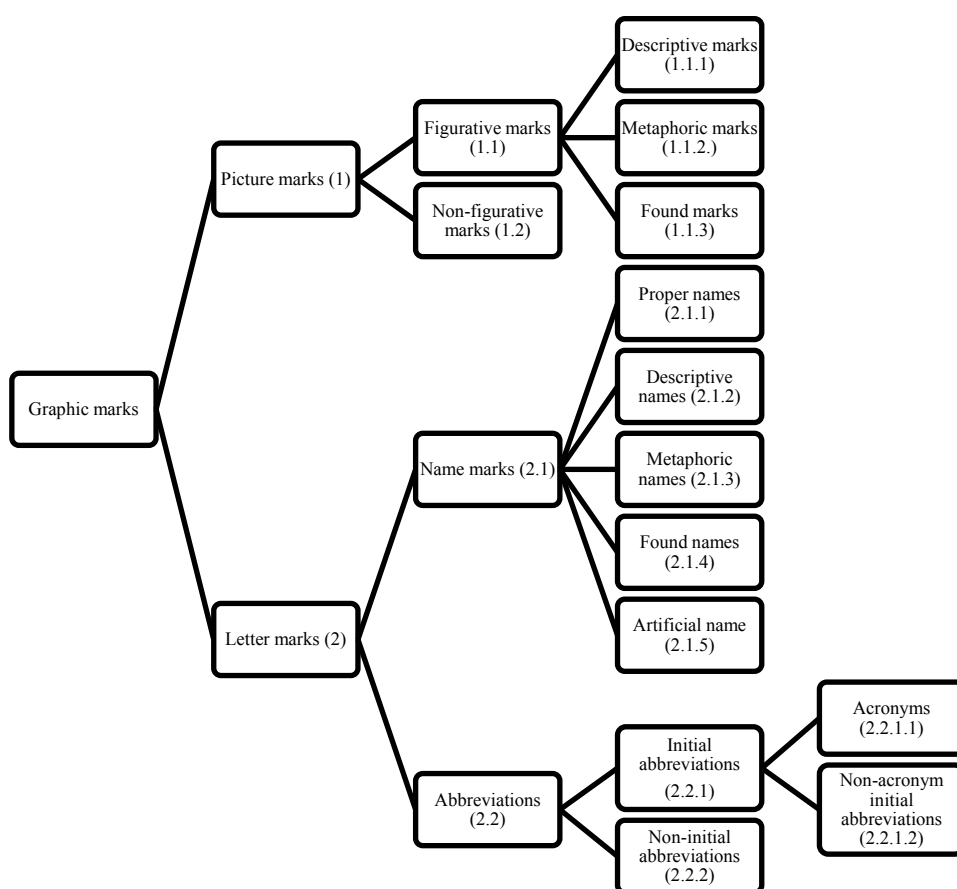 Descriptive marks
(1.1.1)
Figurative marks
(1.1)
Metaphoric marks
(1.1.2.)
Picture marks (1)
Non-figurative
marks (1.2)
Found marks
(1.1.3)
Proper names
(2.1.1)
Graphic marks
Descriptive
names (2.1.2)
Name marks (2.1)
Metaphoric
names (2.1.3)
Found names
(2.1.4)
Letter marks (2)
Artificial name
(2.1.5)
Acronyms
(2.2.1.1)
Initial
abbreviations
(2.2.1)
Abbreviations
(2.2)
Non-acronym
initial
abbreviations
(2.2.1.2)
Non-initial
abbreviations
(2.2.2)